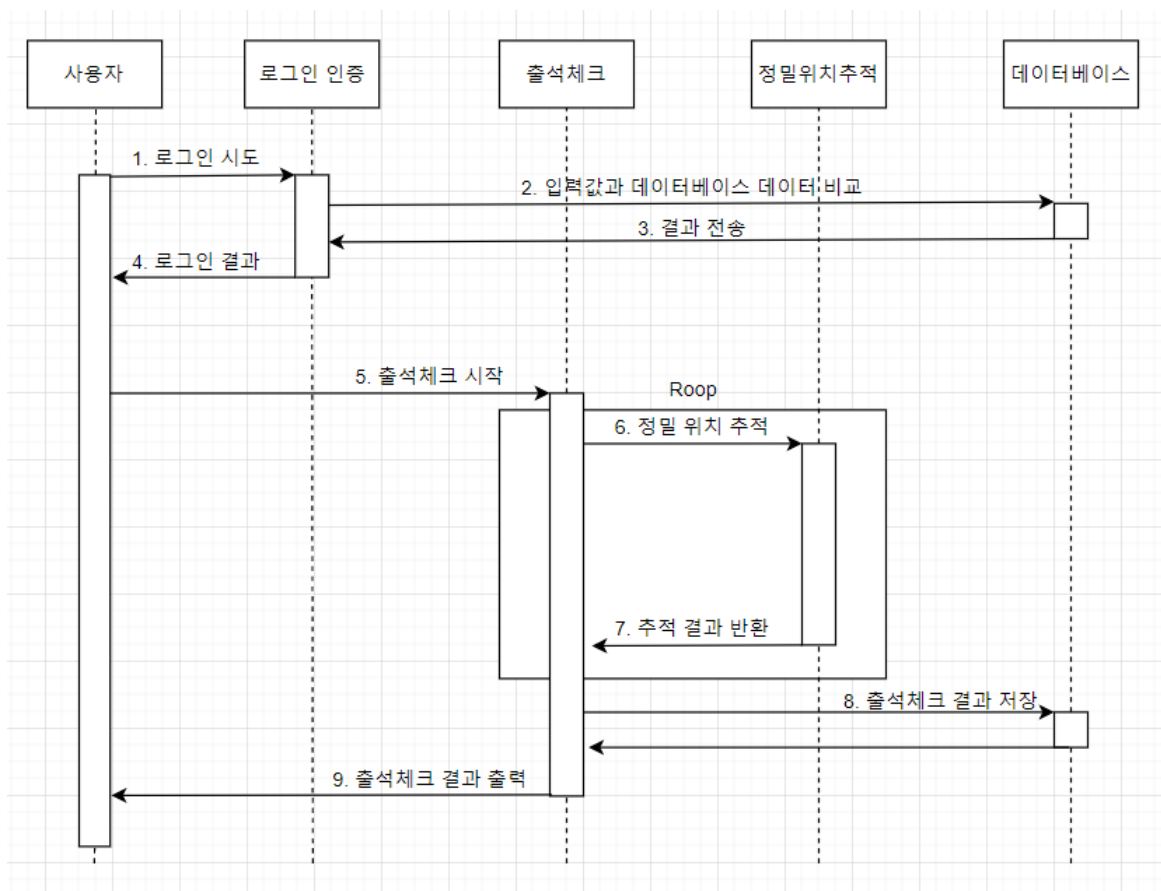 사용자
로그인 인증
출석체크
정밀위치추적
데이터베이스
1. 로그인 시도
2. 입력값과 데이터베이스 데이터 비교
3. 결과 전송
4. 로그인 결과
5. 출석체크 시작
Roop
6. 정밀 위치 추적
7. 추적 결과 반환
8. 출석체크 결과 저장
9. 출석체크 결과 출력